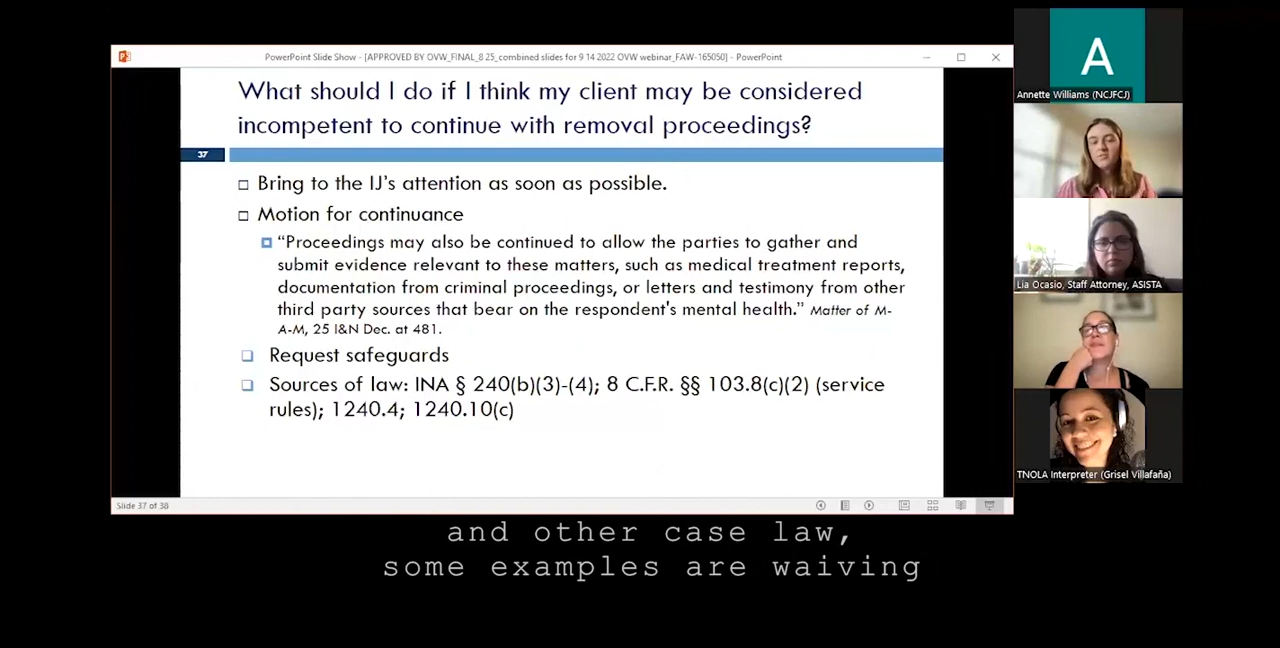 PowerPoint Slide Show - [APPROVED BY OVW_FINAL_8 25_combined slides for 9 14 2022 OVW webinar_FAW-165050] - PowerPoint
What should I do if I think my client may be considered
incompetent to continue with removal proceedings?
37
Bring to the IJ's attention as soon as possible.
Motion for continuance
“Proceedings may also be continued to allow the parties to gather and
submit evidence relevant to these matters, such as medical treatment reports,
documentation from criminal proceedings, or letters and testimony from other
third party sources that bear on the respondent's mental health.” Matter of M-
A-M, 25 I&N Dec. at 481.
Request safeguards
Sources of law: INA § 240(b)(3)-(4); 8 C.F.R. §§ 103.8(c)(2) (service
rules); 1240.4; 1240.10(c)
Slide 37 of 38
A
Annette Williams (NCJFCJ)
Lia Ocasio, Staff Attorney, ASISTA
TNOLA Interpreter (Grisel Villafaña)
and other case law,
some examples are waiving